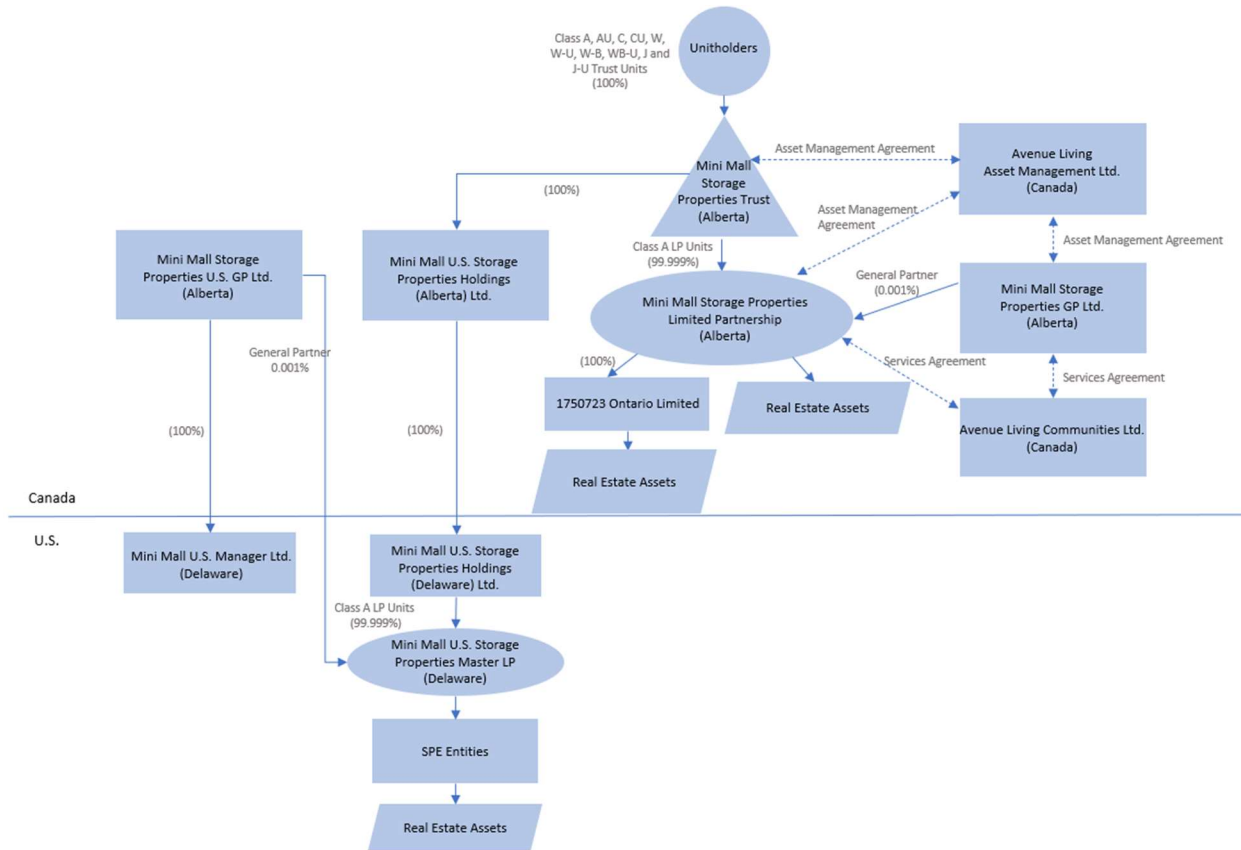 Class A, AU, C, CU, W,
W-U, W-B, WB-U, J and
J-U Trust Units
(100%)
Unitholders
Asset Management Agreement
Mini Mall
Storage
Properties Trust
(Alberta)
Avenue Living
Asset Management Ltd.
(Canada)
(100%)
Asset Management
Agreement
Asset Management Agreement
Class A LP Units
(99.999%)
Mini Mall Storage
Properties U.S. GP Ltd.
(Alberta)
Mini Mall U.S. Storage
Properties Holdings
(Alberta) Ltd.
General Partner
(0.001%)
Mini Mall Storage Properties
Limited Partnership
(Alberta)
Mini Mall Storage
Properties GP Ltd.
(Alberta)
General Partner
0.001%
(100%)
Services Agreement
Services Agreement
1750723 Ontario Limited
Real Estate Assets
Avenue Living Communities Ltd.
(Canada)
(100%)
(100%)
Real Estate Assets
Canada
U.S.
Mini Mall U.S. Manager Ltd.
(Delaware)
Mini Mall U.S. Storage
Properties Holdings
(Delaware) Ltd.
Class A LP Units
(99.999%)
Mini Mall U.S. Storage
Properties Master LP
(Delaware)
SPE Entities
Real Estate Assets